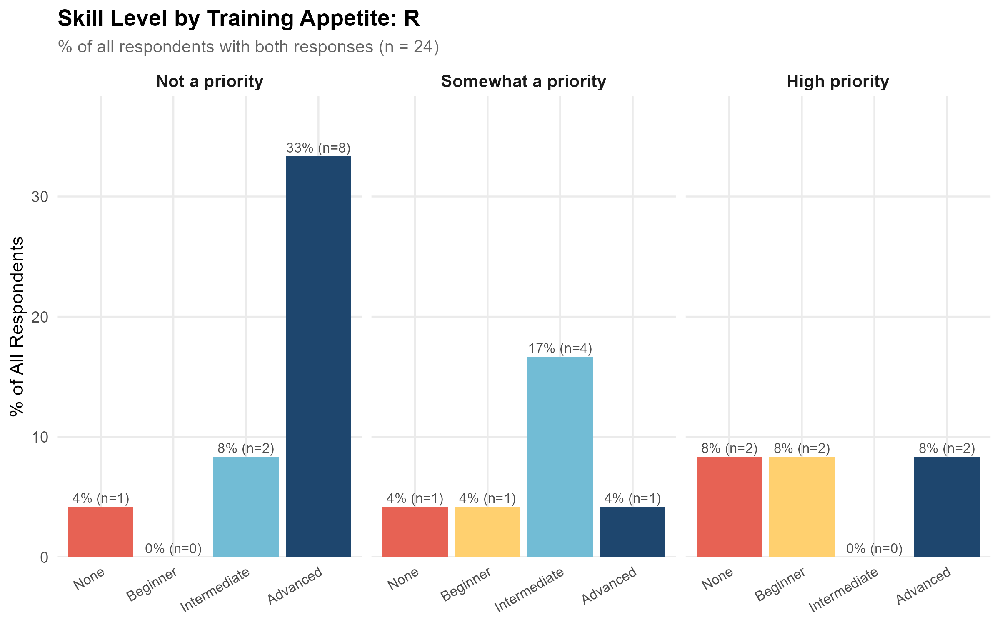 Skill Level by Training Appetite: R
% of all respondents with both responses (n = 24)
Not a priority
Somewhat a priority
High priority
% of All Respondents
30
20
10
0
4% (n=1)
0% (n=0)
8% (n=2)
33% (n=8)
4% (n=1)
4% (n=1)
17% (n=4)
4% (n=1)
8% (n=2)
8% (n=2)
0% (n=0)
8% (n=2)
None
Beginner
Intermediate
Advanced
None
Beginner
Intermediate
Advanced
None
Beginner
Intermediate
Advanced